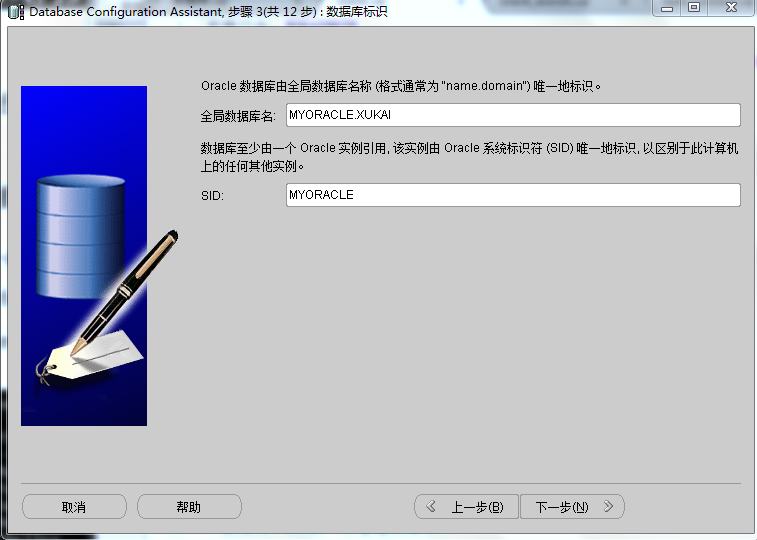 Database Configuration Assistant, 步骤 3(共 12 步) : 数据库标识
Oracle 数据库由全局数据库名称 (格式通常为 "name.domain") 唯一地标识。
全局数据库名: MYORACLE.XUKAI
数据库至少由一个 Oracle 实例引用, 该实例由 Oracle 系统标识符 (SID) 唯一地标识, 以区别于此计算机
上的任何其他实例。
SID: MYORACLE
取消 帮助 上一步(B) 下一步(N)